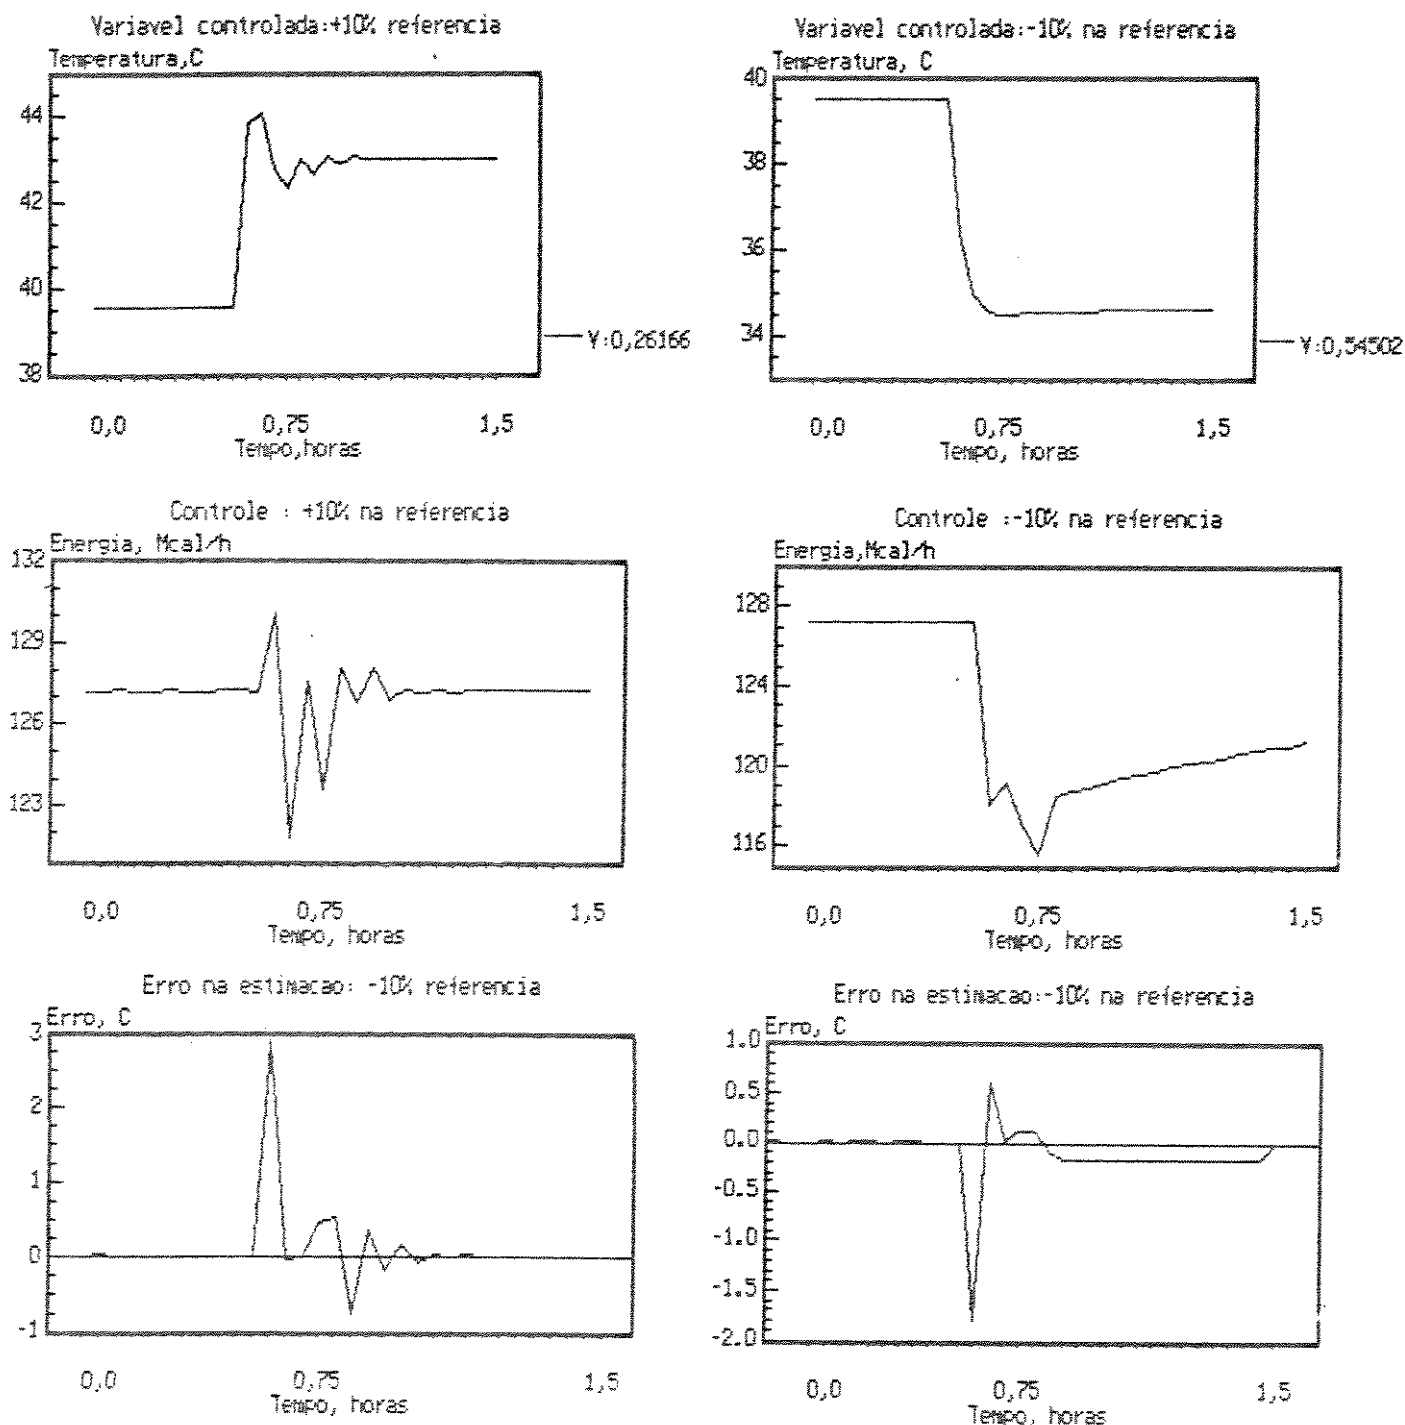 Variavel controlada:+10% referencia
Temperatura,C
44
42
40
38
V:0,26166
0,0 0,75 1,5
Tempo,horas
Variavel controlada:-10% na referencia
Temperatura, C
40
38
36
34
V:0,54502
0,0 0,75 1,5
Tempo, horas
Controle : +10% na referencia
Energia, Mcal/h
132
129
126
123
0,0 0,75 1,5
Tempo, horas
Controle :-10% na referencia
Energia,Mcal/h
128
124
120
116
0,0 0,75 1,5
Tempo, horas
Erro na estimacao: -10% referencia
Erro, C
3
2
1
0
-1
0,0 0,75 1,5
Tempo, horas
Erro na estimacao:-10% na referencia
Erro, C
1.0
0.5
0.0
-0.5
-1.0
-1.5
-2.0
0,0 0,75 1,5
Tempo, horas